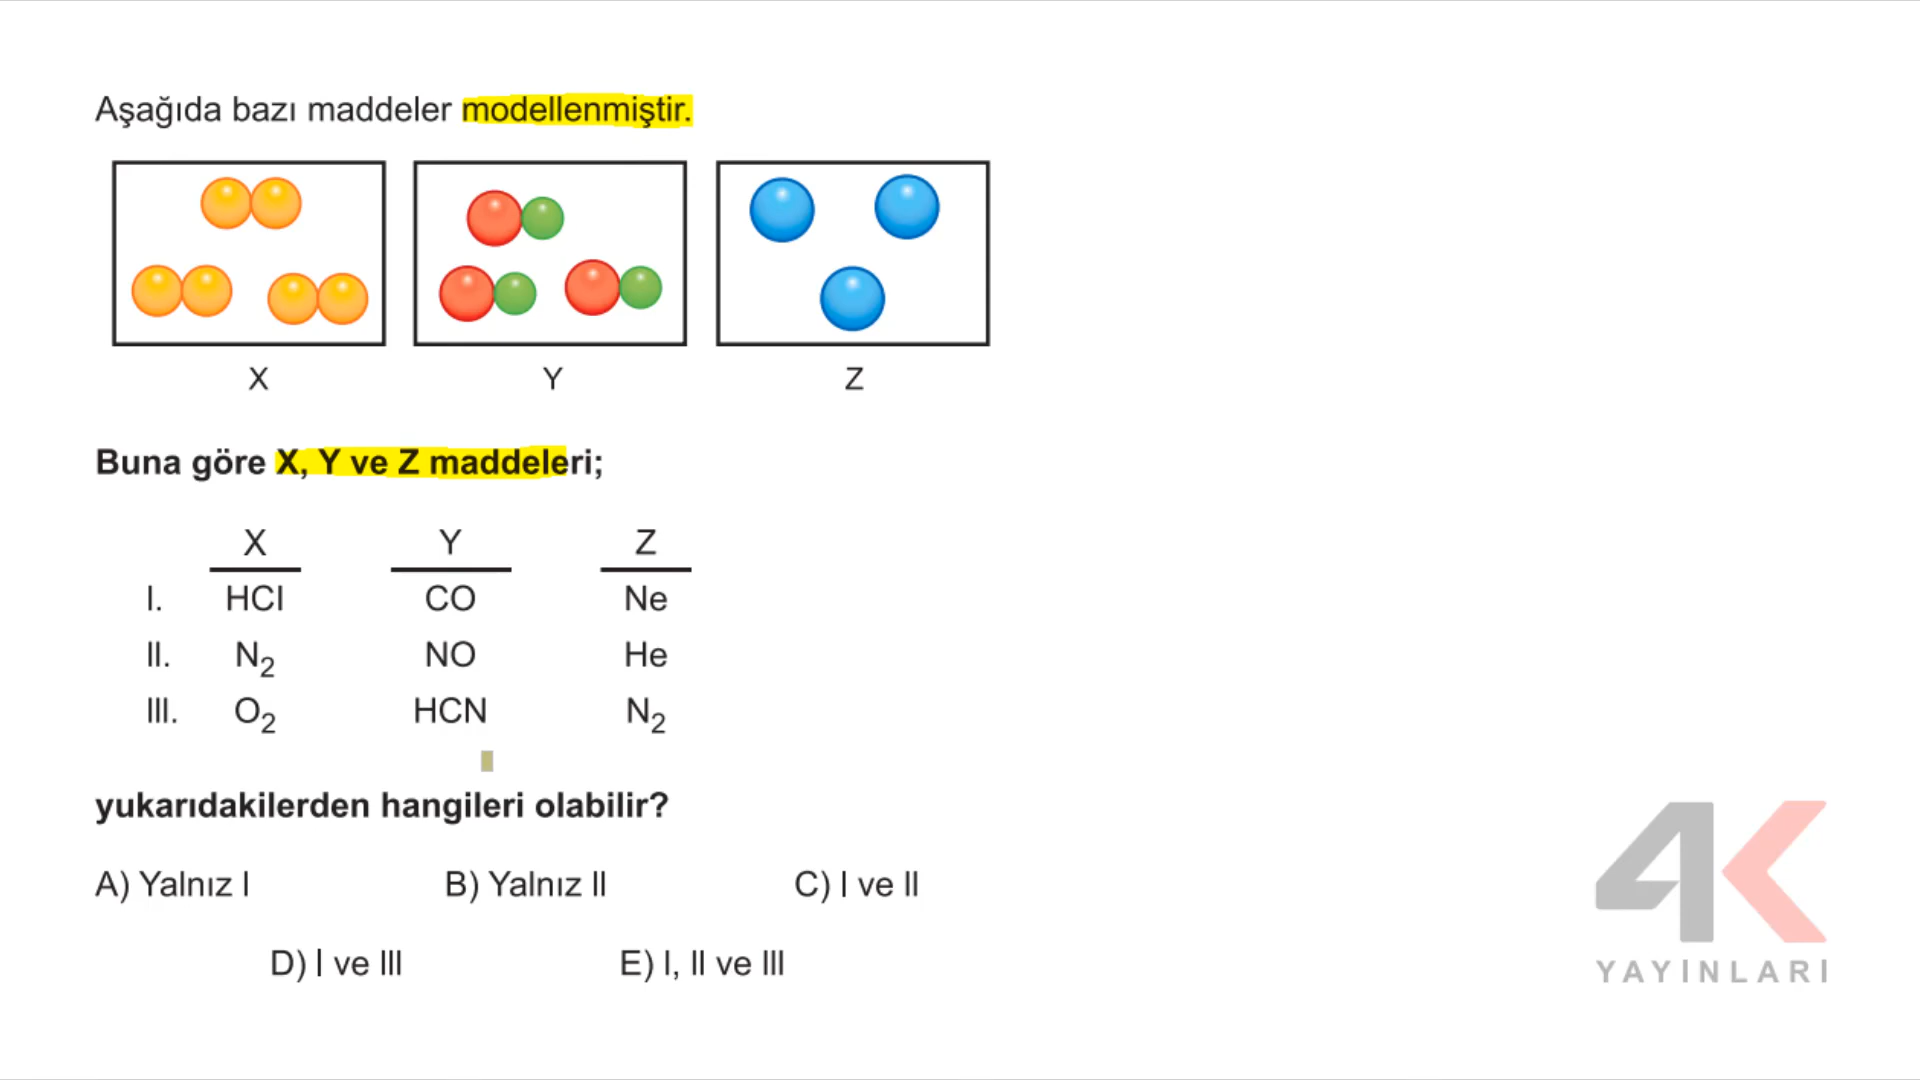 Aşağıda bazı maddeler modellenmiştir.
X Y Z
Buna göre X, Y ve Z maddeleri;
X Y Z
I. HCl CO Ne
II. N₂ NO He
III. O₂ HCN N₂
yukarıdakilerden hangileri olabilir?
A) Yalnız I B) Yalnız II C) I ve II
D) I ve III E) I, II ve III
4K
YAYINLARI